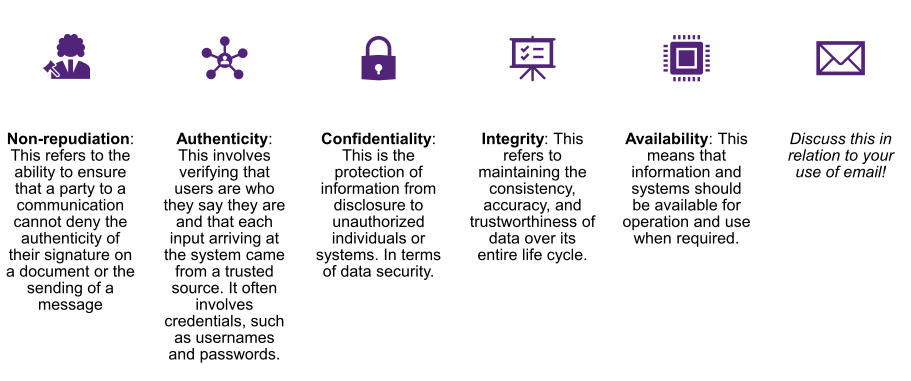 Non-repudiation:
This refers to the
ability to ensure
that a party to a
communication
cannot deny the
authenticity of
their signature on
a document or the
sending of a
message
Authenticity:
This involves
verifying that
users are who
they say they are
and that each
input arriving at
the system came
from a trusted
source. It often
involves
credentials, such
as usernames
and passwords.
Confidentiality:
This is the
protection of
information from
disclosure to
unauthorized
individuals or
systems. In terms
of data security.
Integrity: This
refers to
maintaining the
consistency,
accuracy, and
trustworthiness of
data over its
entire life cycle.
Availability: This
means that
information and
systems should
be available for
operation and use
when required.
Discuss this in
relation to your
use of email!